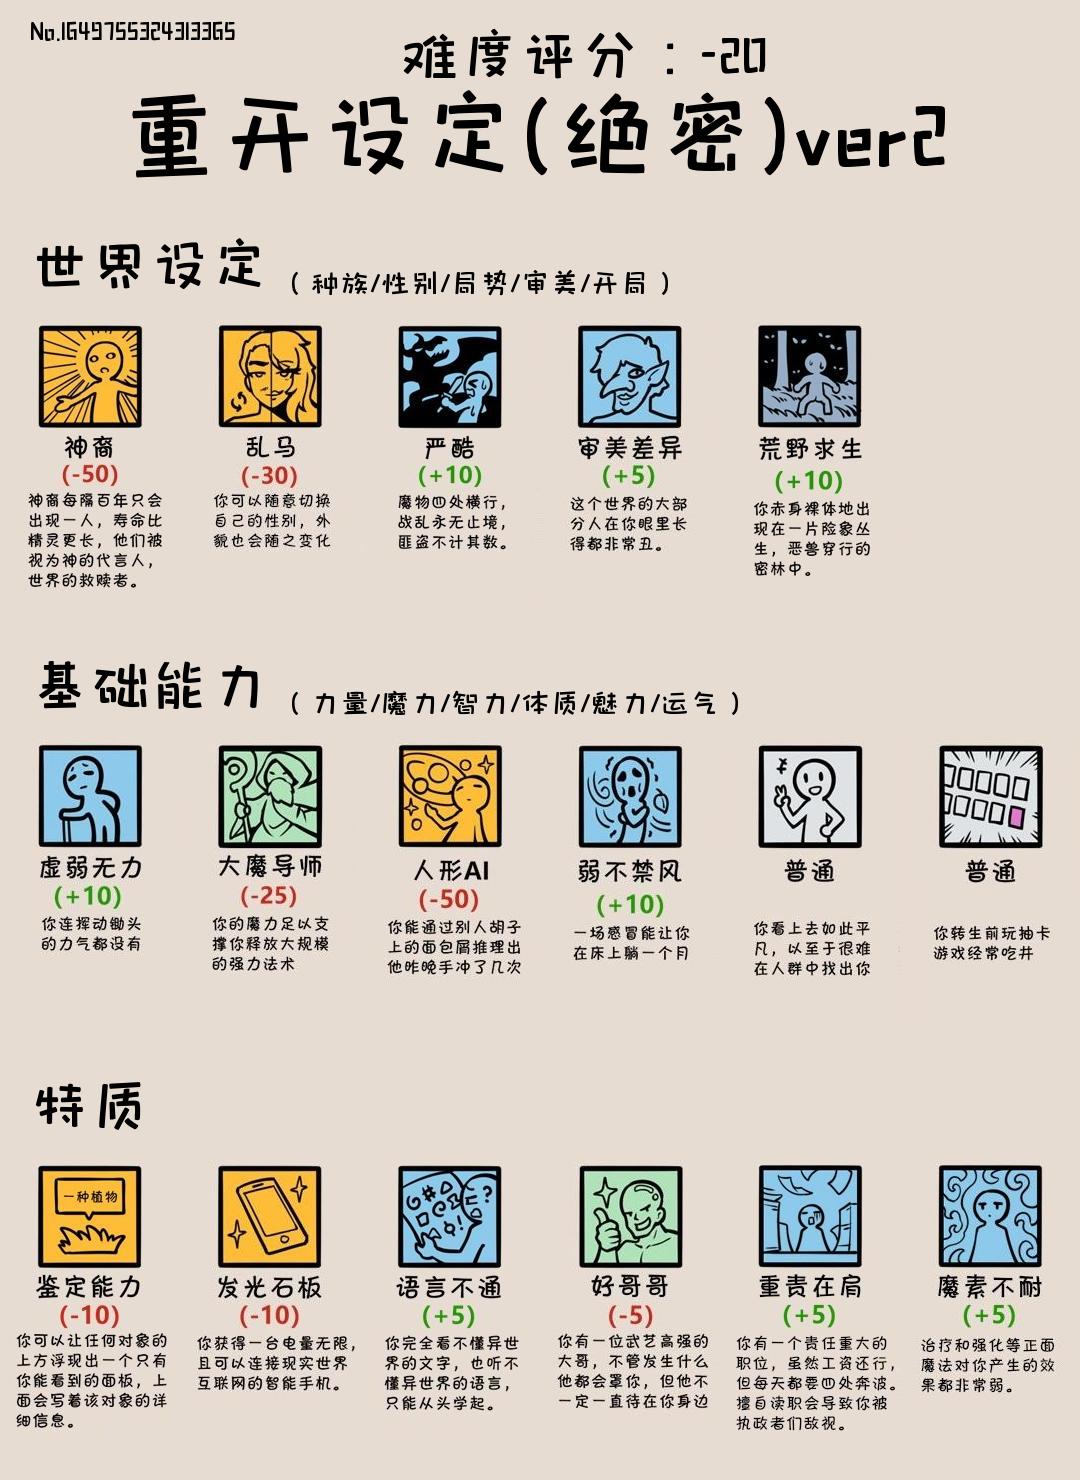 No.1649755324313365
难度评分：-20
重开设定(绝密)ver2
世界设定 （种族/性别/局势/审美/开局）
神裔
(-50)
神裔每隔百年只会
出现一人，寿命比
精灵更长，他们被
视为神的代言人，
世界的救赎者。
乱马
(-30)
你可以随意切换
自己的性别，外
貌也会随之变化
严酷
(+10)
魔物四处横行，
战乱永无止境，
匪盗不计其数。
审美差异
(+5)
这个世界的大部
分人在你眼里长
得都非常丑。
荒野求生
(+10)
你赤身裸体地出
现在一片险象丛
生，恶兽穿行的
密林中。
基础能力 （力量/魔力/智力/体质/魅力/运气）
虚弱无力
(+10)
你连挥动锄头
的力气都没有
大魔导师
(-25)
你的魔力足以支
撑你释放大规模
的强力法术
人形AI
(-50)
你能通过别人胡子
上的面包屑推理出
他昨晚手冲了几次
弱不禁风
(+10)
一场感冒能让你
在床上躺一个月
普通
你看上去如此平
凡，以至于很难
在人群中找出你
普通
你转生前玩抽卡
游戏经常吃井
特质
一种植物
鉴定能力
(-10)
你可以让任何对象的
上方浮现出一个只有
你能看到的面板，上
面会写着该对象的详
细信息。
发光石板
(-10)
你获得一台电量无限，
且可以连接现实世界
互联网的智能手机。
语言不通
(+5)
你完全看不懂异世
界的文字，也听不
懂异世界的语言，
只能从头学起。
好哥哥
(-5)
你有一位武艺高强的
大哥，不管发生什么
他都会罩你，但他不
一定一直待在你身边
重责在肩
(+5)
你有一个责任重大的
职位，虽然工资还行，
但每天都要四处奔波。
擅自读职会导致你被
执政者们敌视。
魔素不耐
(+5)
治疗和强化等正面
魔法对你产生的效
果都非常弱。